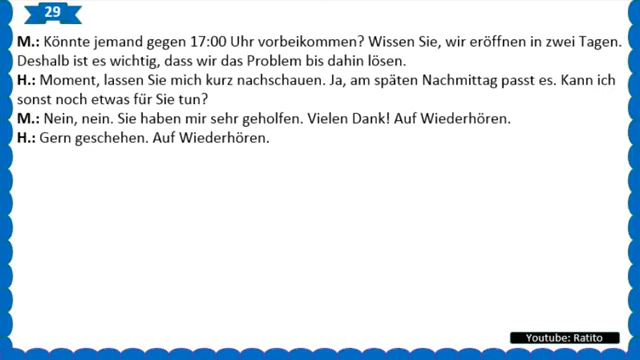 29
M.: Könnte jemand gegen 17:00 Uhr vorbeikommen? Wissen Sie, wir eröffnen in zwei Tagen.
Deshalb ist es wichtig, dass wir das Problem bis dahin lösen.
H.: Moment, lassen Sie mich kurz nachschauen. Ja, am späten Nachmittag passt es. Kann ich
sonst noch etwas für Sie tun?
M.: Nein, nein. Sie haben mir sehr geholfen. Vielen Dank! Auf Wiederhören.
H.: Gern geschehen. Auf Wiederhören.
Youtube: Ratito